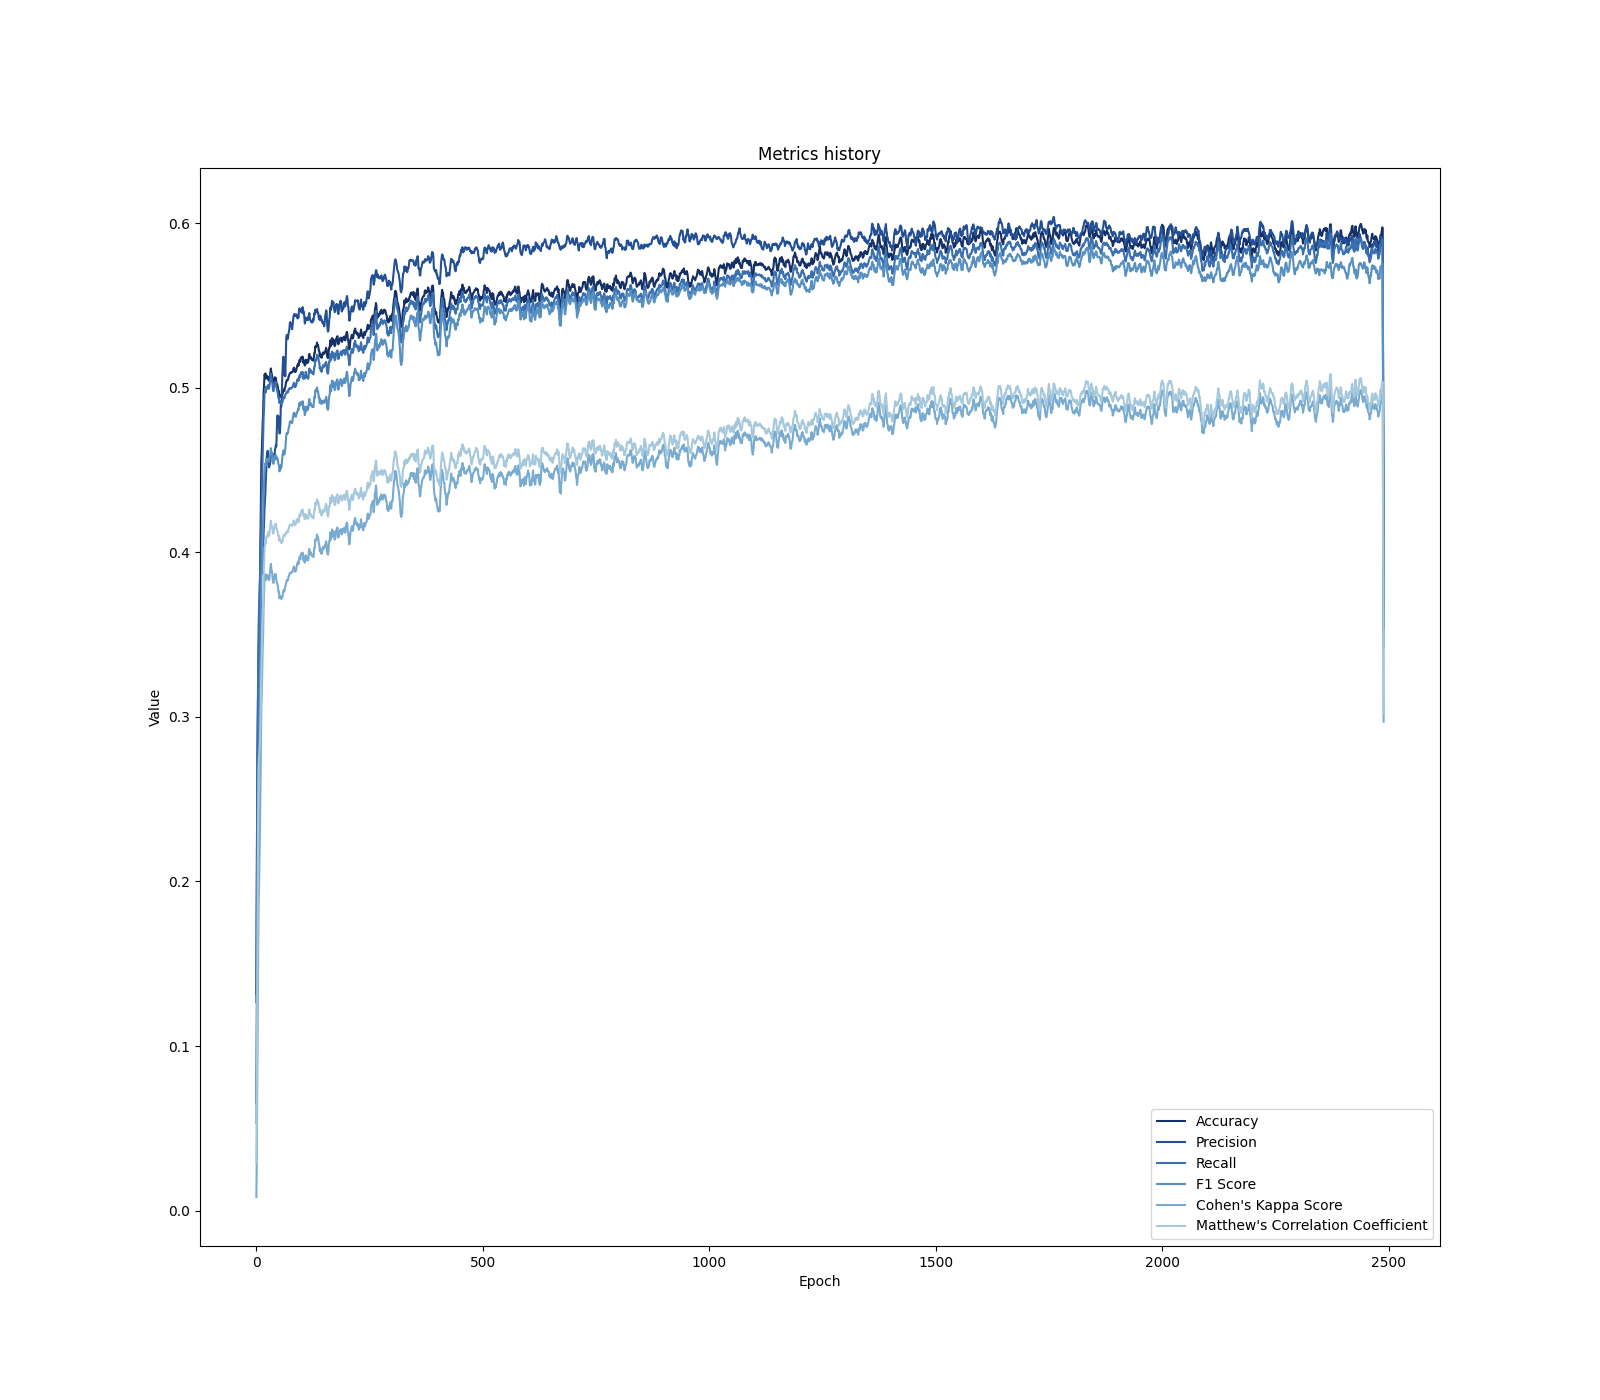 Metrics history
0.6
0.5
0.4
0.3
0.2
0.1
0.0
Value
0
500
1000
1500
2000
2500
Epoch
Accuracy
Precision
Recall
F1 Score
Cohen's Kappa Score
Matthew's Correlation Coefficient